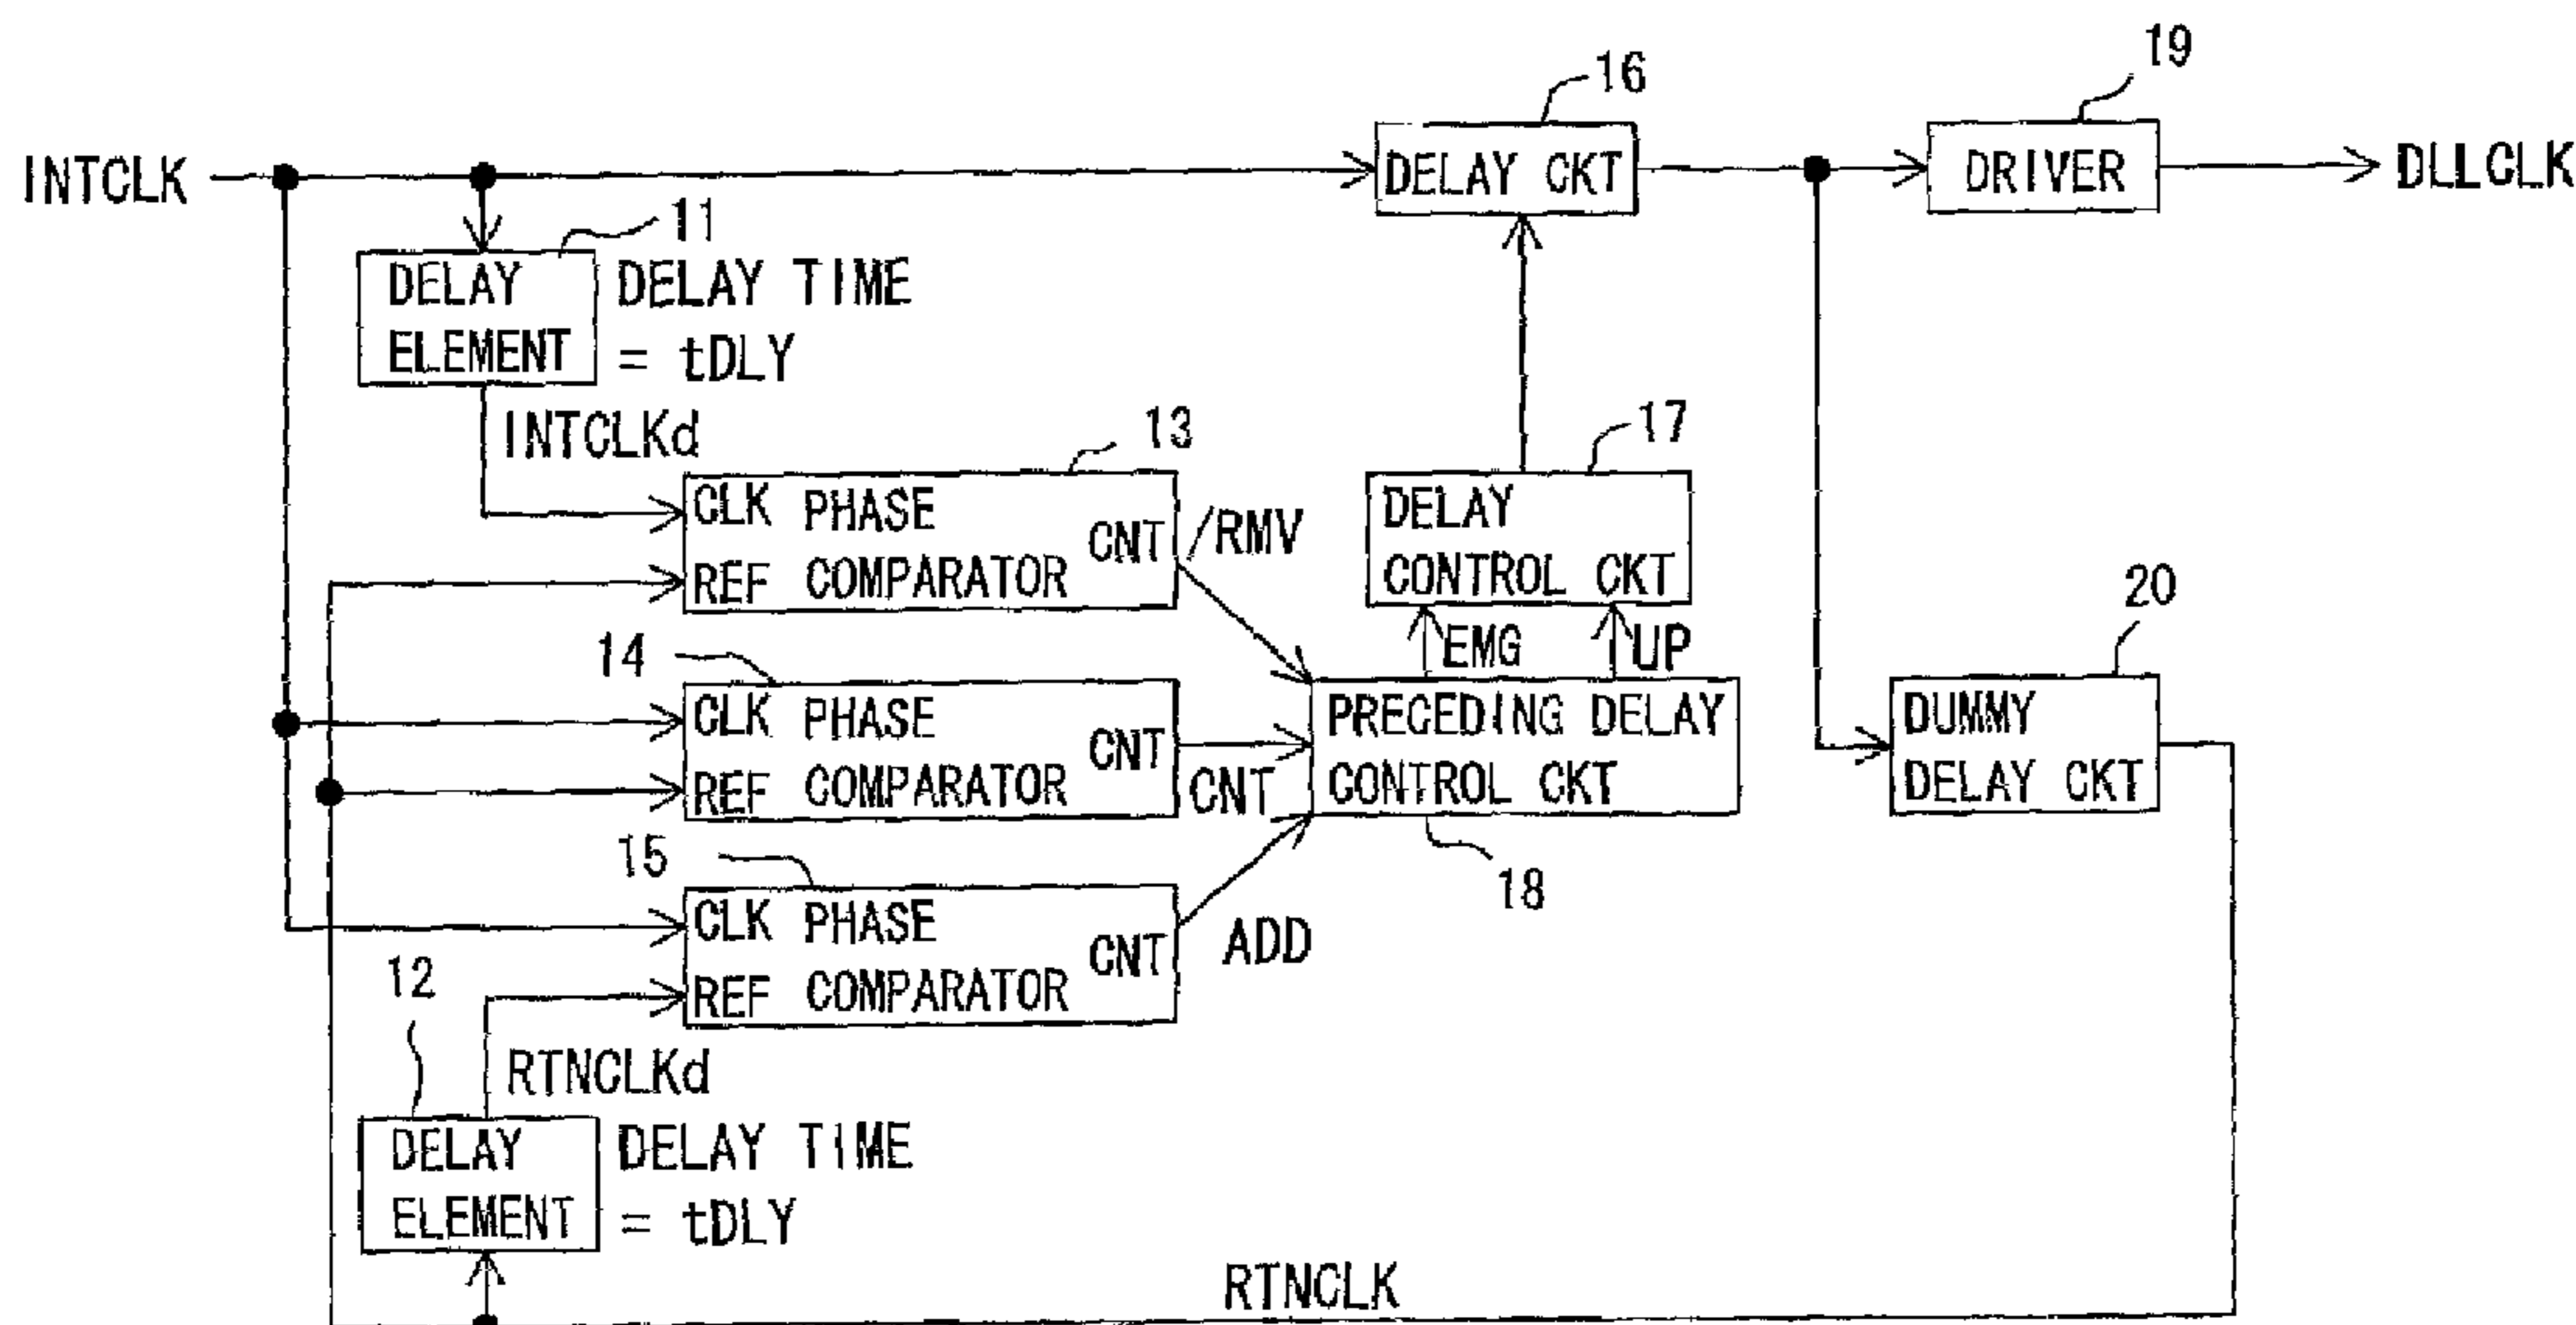 19
16
INTCLK
DELAY CKT
DRIVER
DLLCLK
11
DELAY
ELEMENT
DELAY TIME
= tDLY
INTCLKd
13
17
CLK PHASE
REF COMPARATOR
CNT
/RMV
DELAY
CONTROL CKT
20
14
EMG
UP
CLK PHASE
REF COMPARATOR
CNT
CNT
PRECEDING DELAY
CONTROL CKT
DUMMY
DELAY CKT
15
18
CLK PHASE
REF COMPARATOR
CNT
ADD
12
RTNCLKd
DELAY
ELEMENT
DELAY TIME
= tDLY
RTNCLK